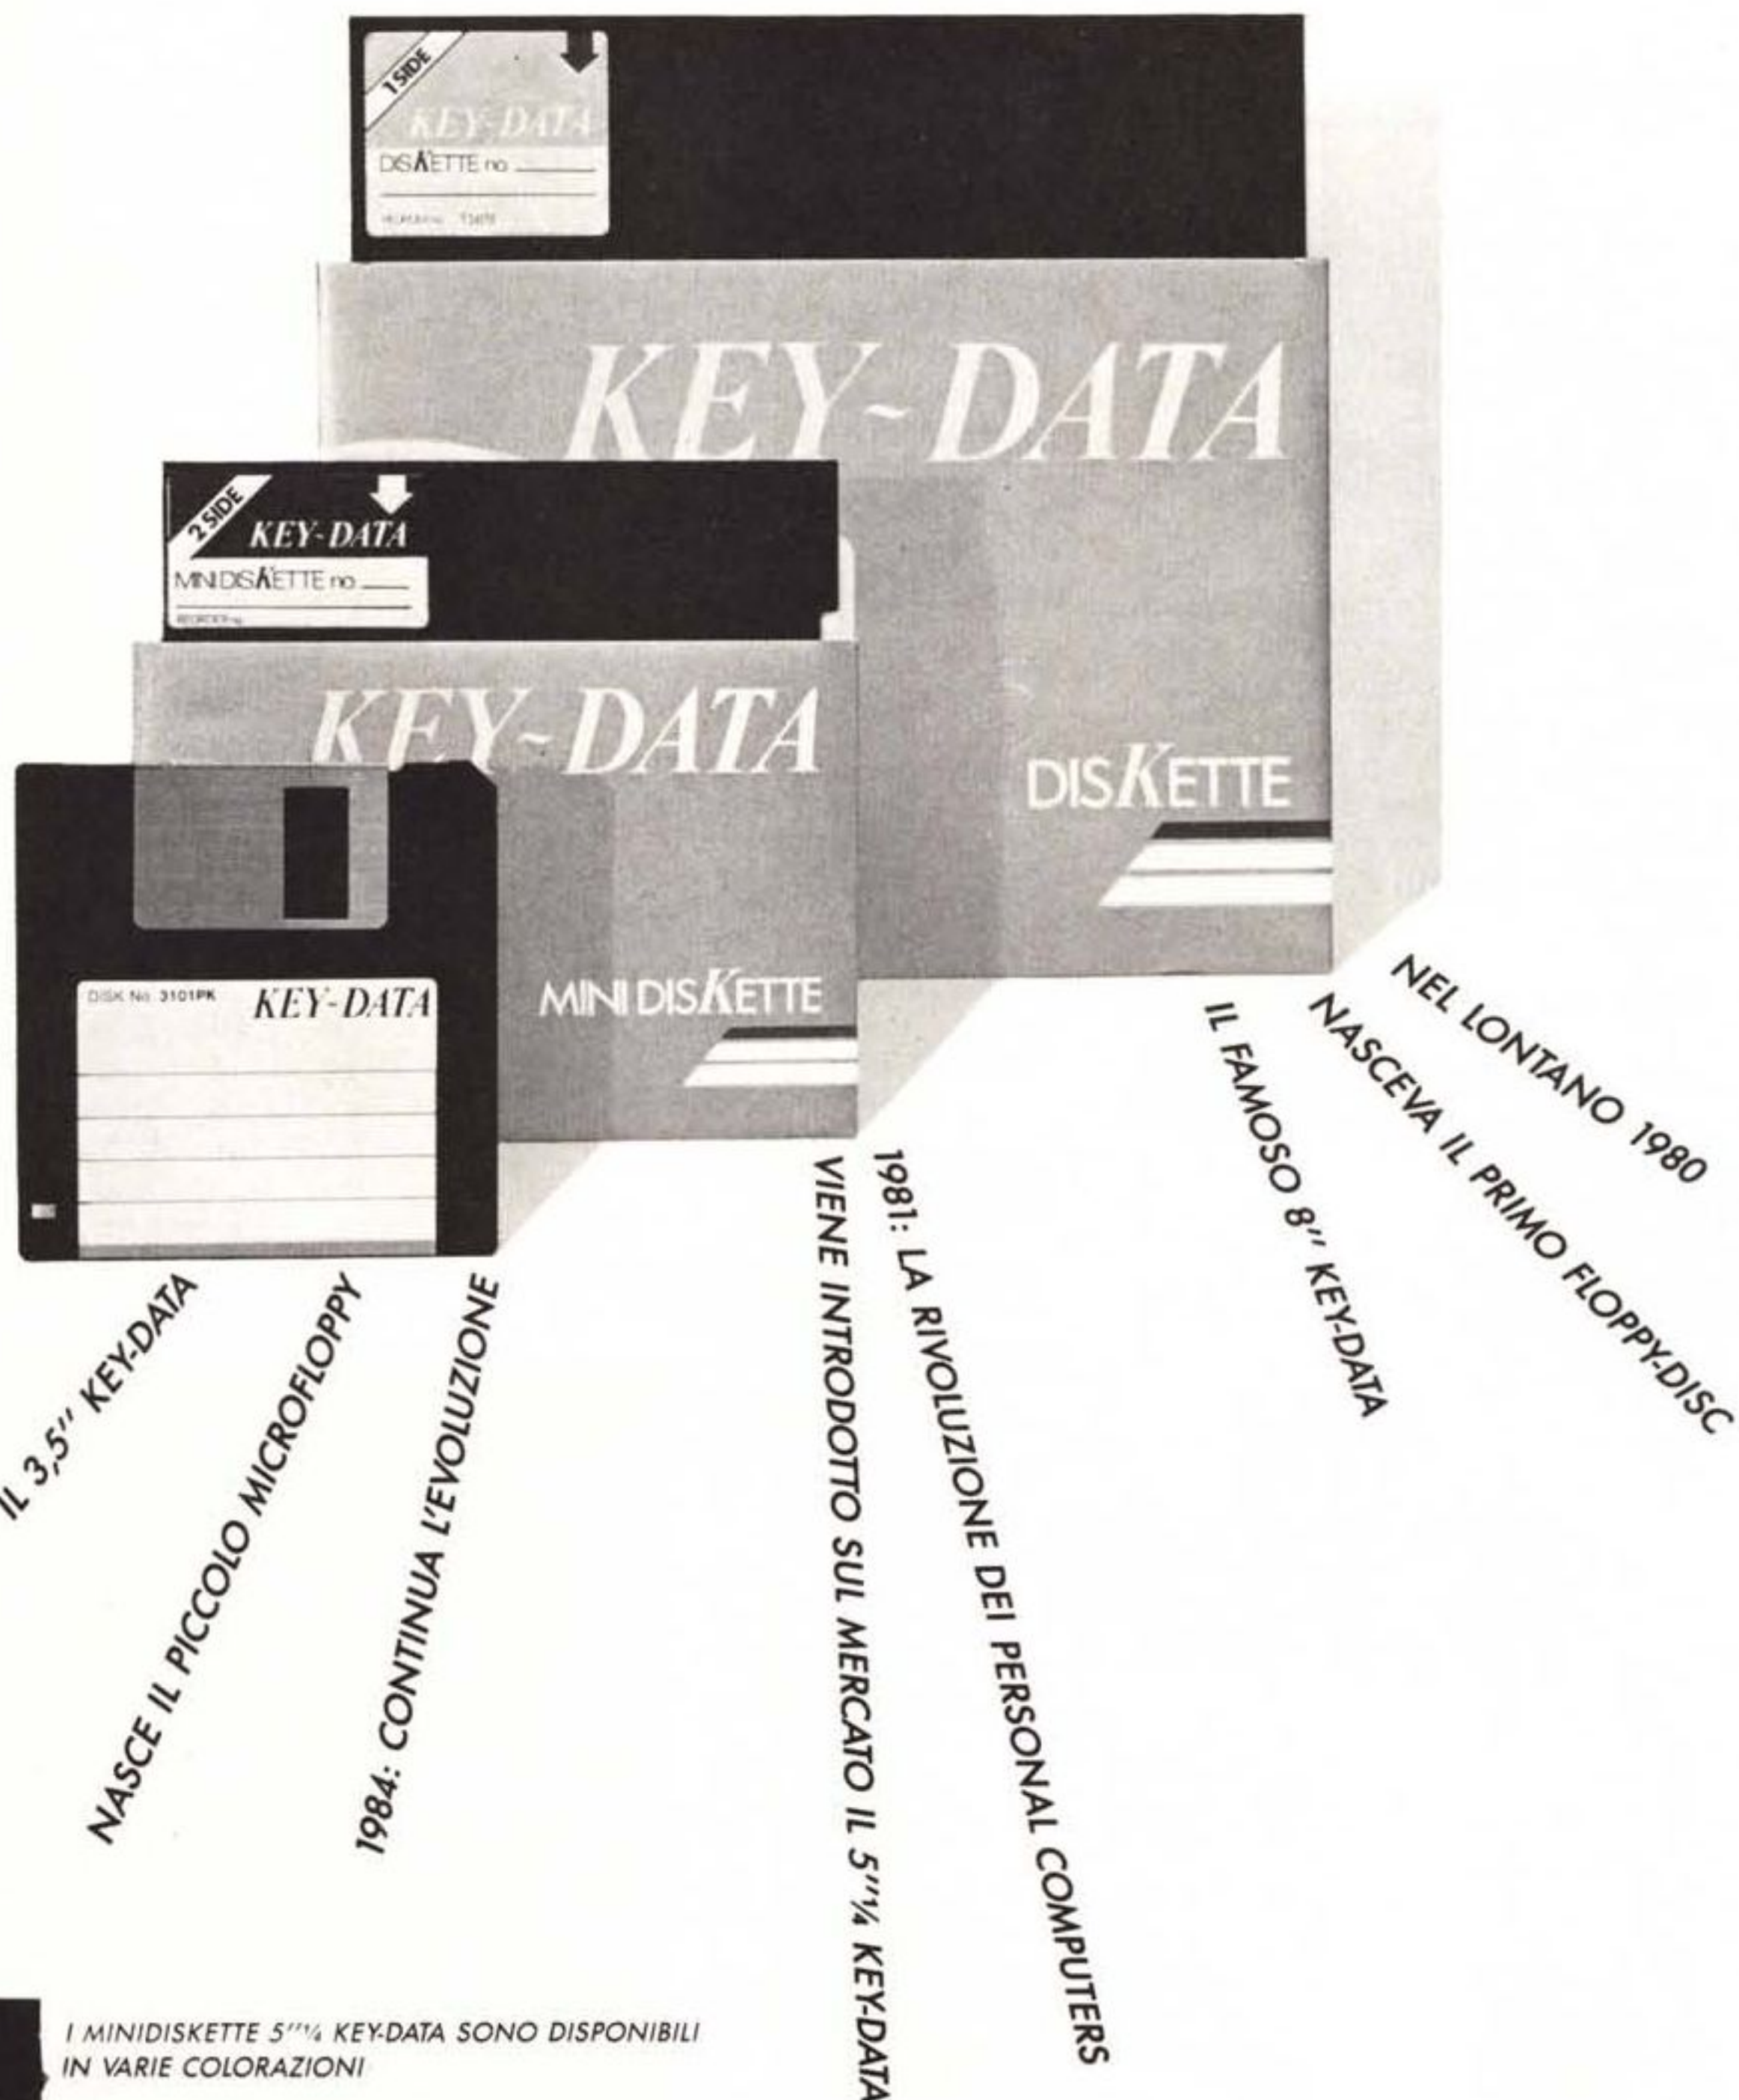 1 SIDE
KEY-DATA
DISKETTE no
KEY-DATA
DISKETTE
2 SIDE
KEY-DATA
MINIDISKETTE no
REORDER no.
KEY-DATA
MINI DISKETTE
DISK No. 3101PK
KEY-DATA
NEL LONTANO 1980
NASCEVA IL PRIMO FLOPPY-DISC
IL FAMOSO 8" KEY-DATA
1981: LA RIVOLUZIONE DEI PERSONAL COMPUTERS
VIENE INTRODOTTO SUL MERCATO IL 5"¼ KEY-DATA
1984: CONTINUA L'EVOLUZIONE
NASCE IL PICCOLO MICROFLOPPY
IL 3,5" KEY-DATA
I MINIDISKETTE 5"¼ KEY-DATA SONO DISPONIBILI
IN VARIE COLORAZIONI